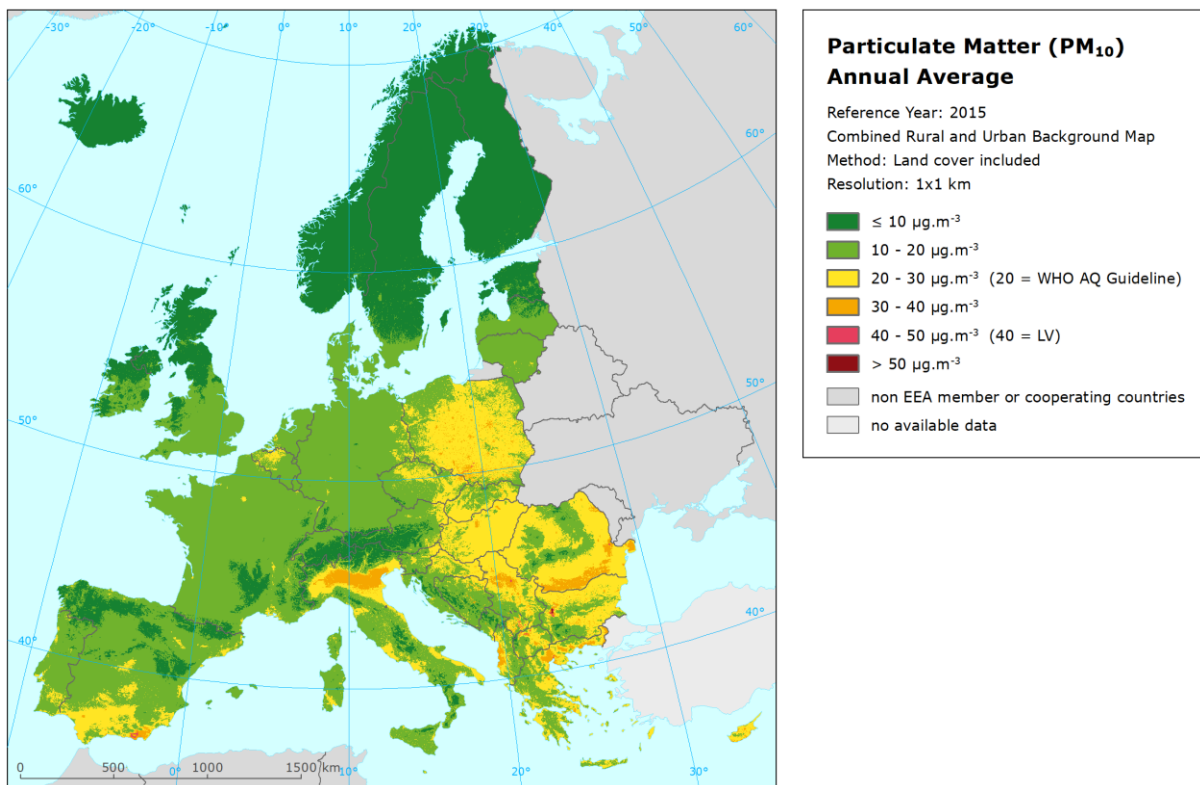 -30° -20° -10° 0° 10° 20° 30° 40° 50° 60°
60°
60°
50°
50°
40°
40°
0° 10° 20° 30°
0 500 1000 1500 km
Particulate Matter (PM₁₀)
Annual Average
Reference Year: 2015
Combined Rural and Urban Background Map
Method: Land cover included
Resolution: 1x1 km
≤ 10 µg.m⁻³
10 - 20 µg.m⁻³
20 - 30 µg.m⁻³ (20 = WHO AQ Guideline)
30 - 40 µg.m⁻³
40 - 50 µg.m⁻³ (40 = LV)
> 50 µg.m⁻³
non EEA member or cooperating countries
no available data